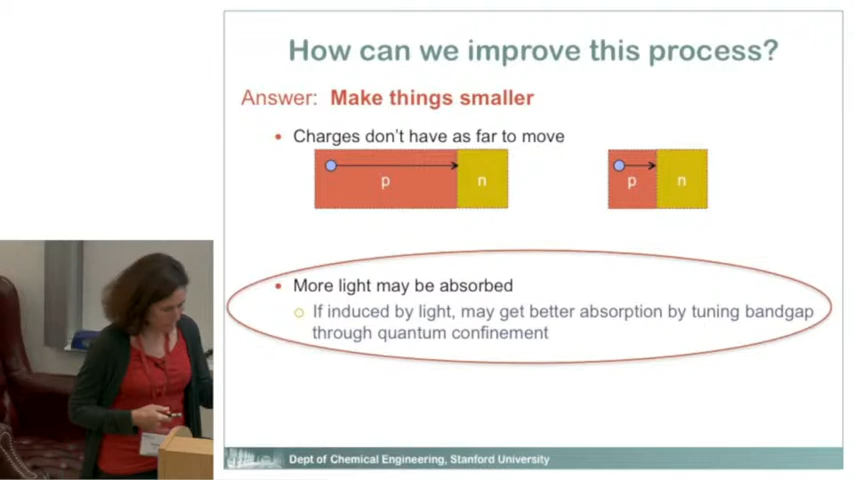 How can we improve this process?
Answer: Make things smaller
• Charges don't have as far to move
p n p n
• More light may be absorbed
○ If induced by light, may get better absorption by tuning bandgap
through quantum confinement
Dept of Chemical Engineering, Stanford University